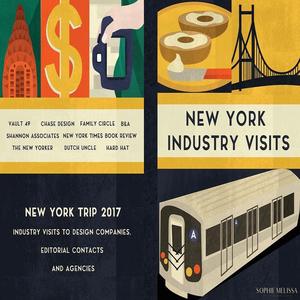 VAULT 49 CHASE DESIGN FAMILY CIRCLE BEA
SHANNON ASSOCIATES NEW YORK TIMES BOOK REVIEW
THE NEW YORKER DUTCH UNCLE HARD HAT
NEW YORK TRIP 2017
INDUSTRY VISITS TO DESIGN COMPANIES,
EDITORIAL CONTACTS
AND AGENCIES
NEW YORK
INDUSTRY VISITS
A
A
SOPHIE MELISSA